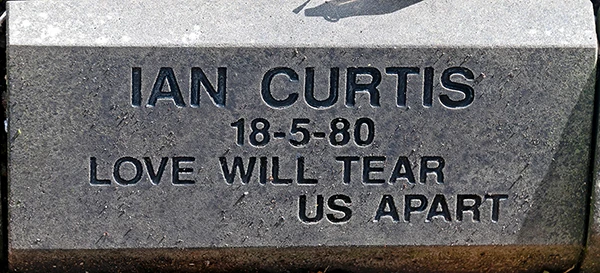 IAN CURTIS
18-5-80
LOVE WILL TEAR
US APART